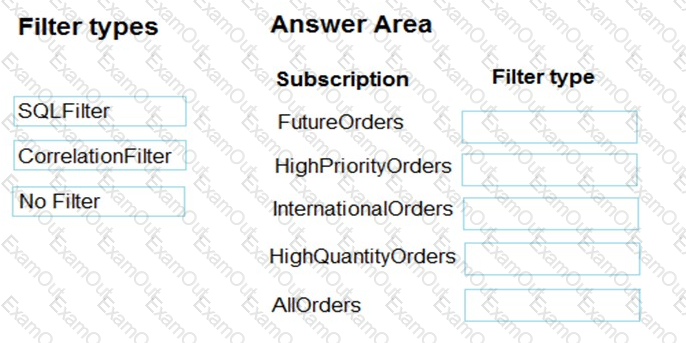 Filter types
Answer Area
Subscription
Filter type
SQLFilter
CorrelationFilter
No Filter
FutureOrders
HighPriorityOrders
InternationalOrders
HighQuantityOrders
AllOrders